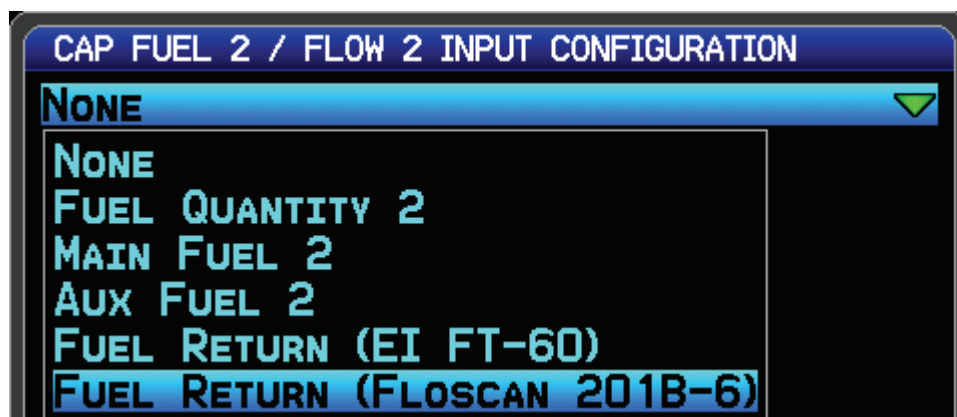 CAP FUEL 2 / FLOW 2 INPUT CONFIGURATION
NONE
NONE
FUEL QUANTITY 2
MAIN FUEL 2
AUX FUEL 2
FUEL RETURN (EI FT-60)
FUEL RETURN (FLOSCAN 201B-6)